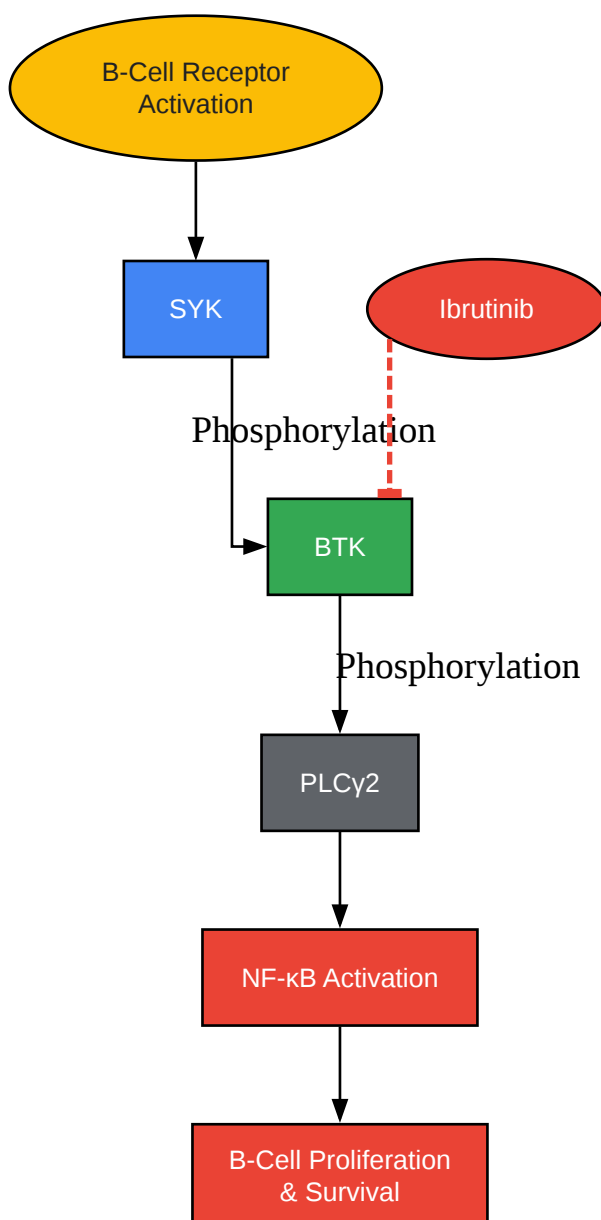 B-Cell Receptor
Activation
SYK
Ibrutinib
Phosphorylation
BTK
Phosphorylation
PLCγ2
NF-κB Activation
B-Cell Proliferation
& Survival